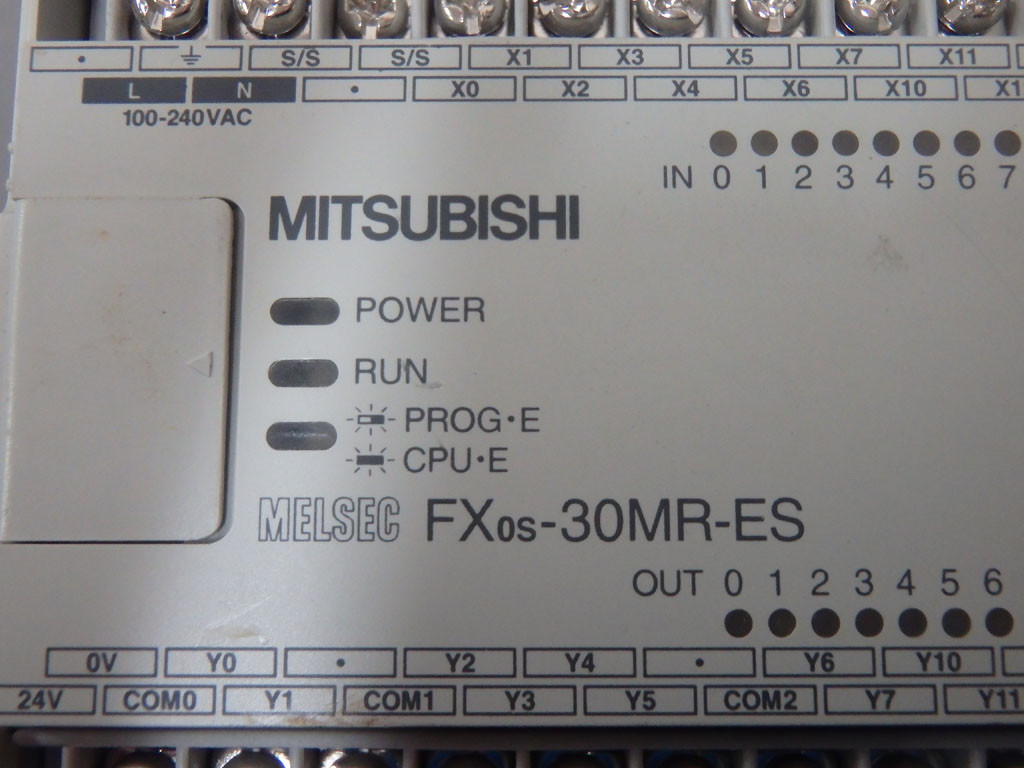 S/S S/S X1 X3 X5 X7 X11
L N • X0 X2 X4 X6 X10
100-240VAC
IN 0 1 2 3 4 5 6 7
MITSUBISHI
POWER
RUN
PROG•E
CPU•E
MELSEC FX0S-30MR-ES
OUT 0 1 2 3 4 5 6
0V Y0 • Y2 Y4 • Y6 Y10
24V COM0 Y1 COM1 Y3 Y5 COM2 Y7 Y11